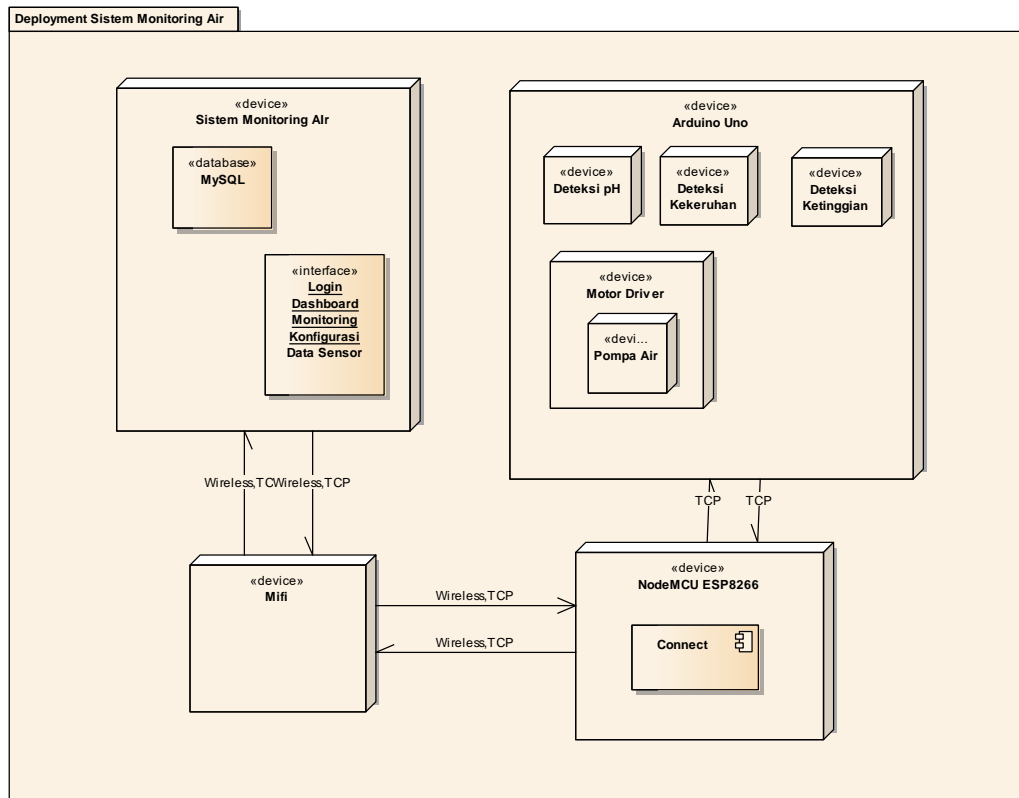 Deployment Sistem Monitoring Air
«device»
Sistem Monitoring AIr
«database»
MySQL
«interface»
Login
Dashboard
Monitoring
Konfigurasi
Data Sensor
«device»
Arduino Uno
«device»
Deteksi pH
«device»
Deteksi
Kekeruhan
«device»
Deteksi
Ketinggian
«device»
Motor Driver
«devi...
Pompa Air
Wireless,TCWireless,TCP
TCP
TCP
«device»
Mifi
Wireless,TCP
Wireless,TCP
«device»
NodeMCU ESP8266
Connect